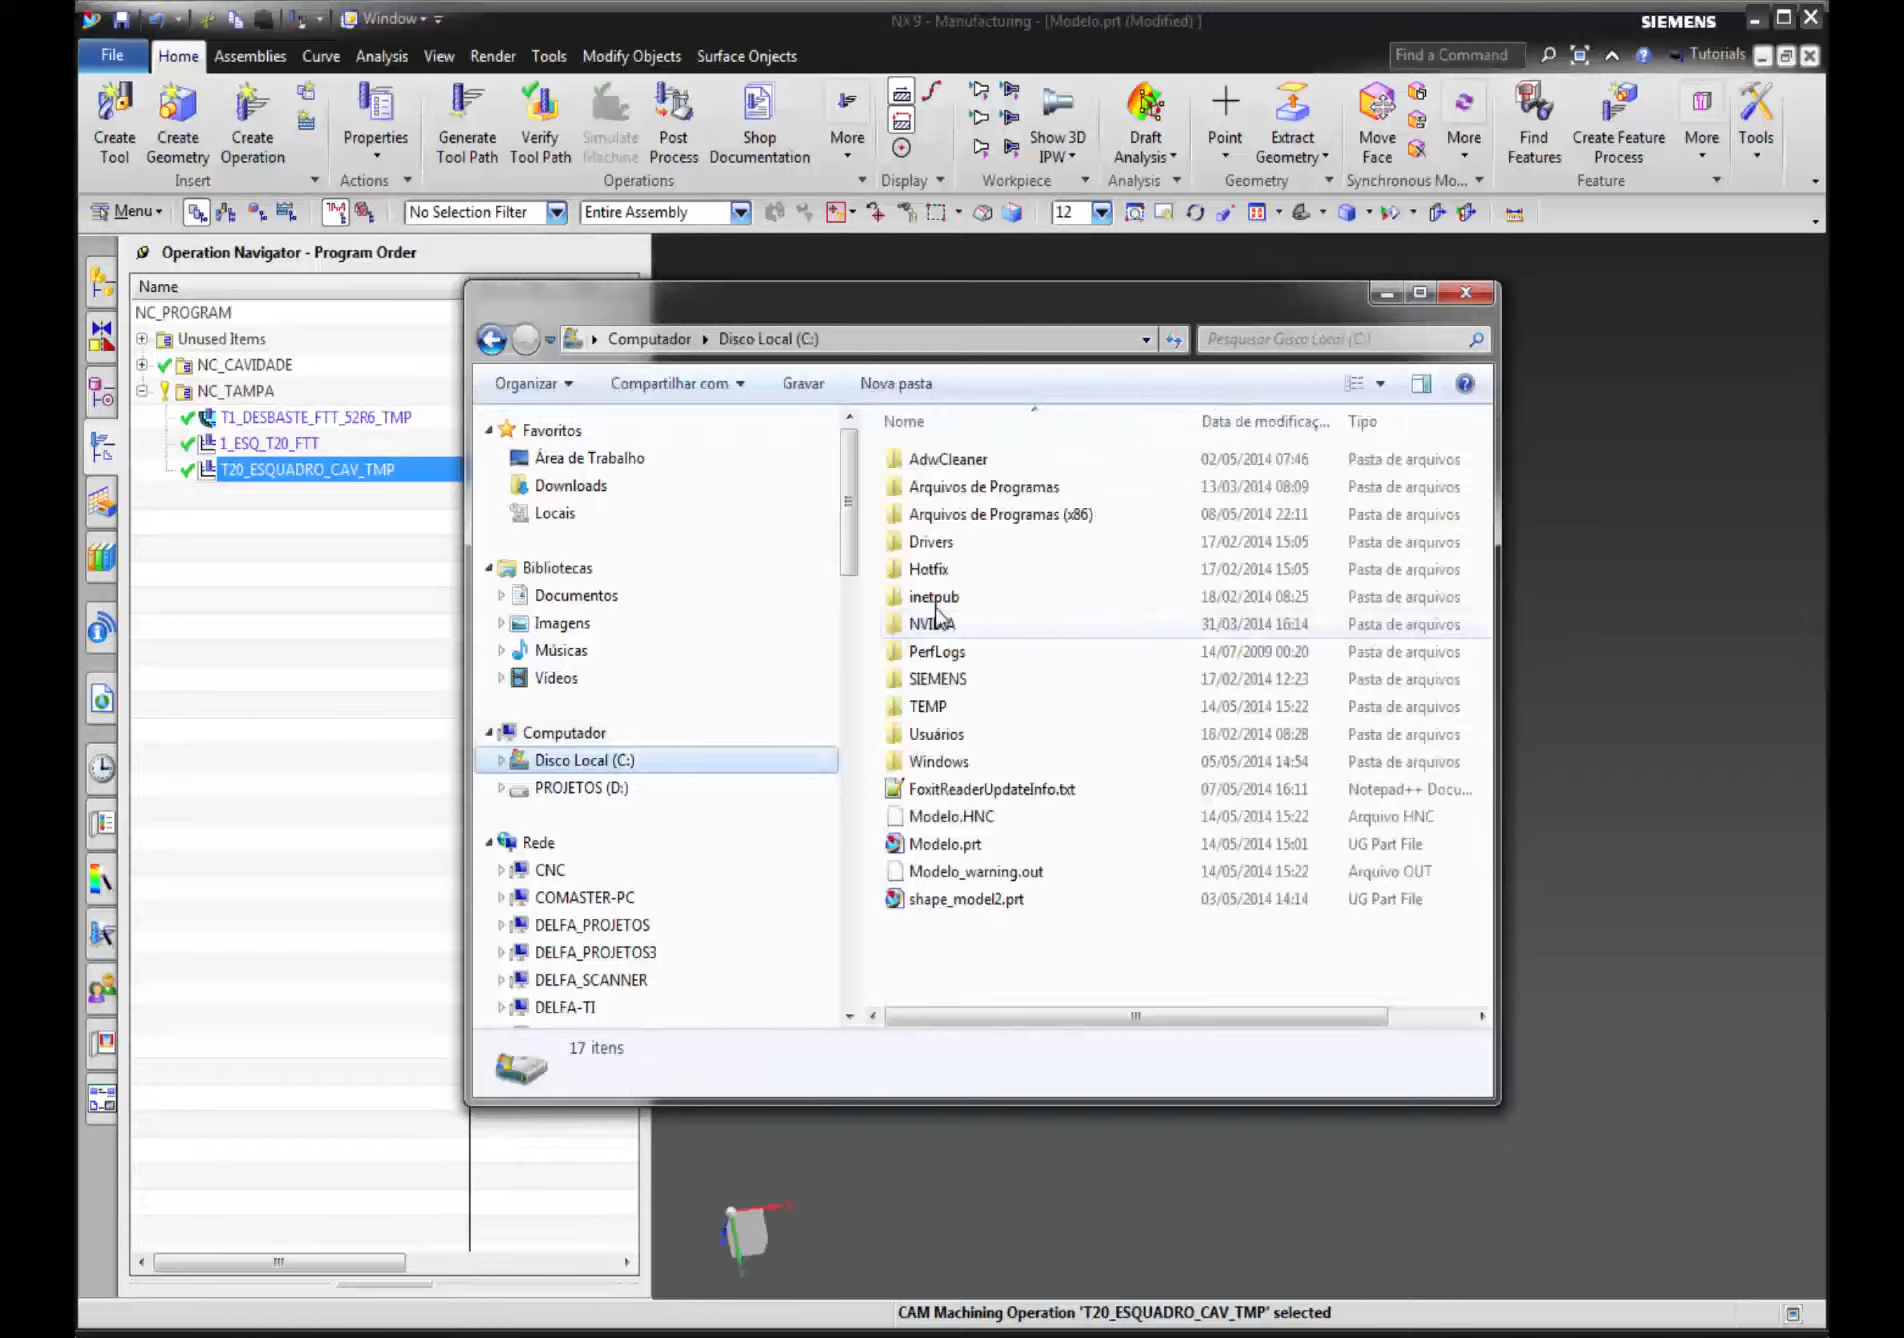 Window
NX 9 - Manufacturing - [Modelo.prt (Modified) ]
SIEMENS
File
Home
Assemblies
Curve
Analysis
View
Render
Tools
Modify Objects
Surface Onjects
Find a Command
Tutorials
Create Tool
Create Geometry
Create Operation
Properties
Generate Tool Path
Verify Tool Path
Simulate Machine
Post Process
Shop Documentation
More
Show 3D IPW
Draft Analysis
Point
Extract Geometry
Move Face
More
Find Features
Create Feature Process
More
Tools
Insert
Actions
Operations
Display
Workpiece
Analysis
Geometry
Synchronous Mo...
Feature
Menu
No Selection Filter
Entire Assembly
12
Operation Navigator - Program Order
Name
NC_PROGRAM
Unused Items
NC_CAVIDADE
NC_TAMPA
T1_DESBASTE_FTT_52R6_TMP
1_ESQ_T20_FTT
T20_ESQUADRO_CAV_TMP
Computador
Disco Local (C:)
Pesquisar Disco Local (C:)
Organizar
Compartilhar com
Gravar
Nova pasta
Favoritos
Área de Trabalho
Downloads
Locais
Bibliotecas
Documentos
Imagens
Músicas
Vídeos
Computador
Disco Local (C:)
PROJETOS (D:)
Rede
CNC
COMASTER-PC
DELFA_PROJETOS
DELFA_PROJETOS3
DELFA_SCANNER
DELFA-TI
Nome Data de modificaç... Tipo
AdwCleaner 02/05/2014 07:46 Pasta de arquivos
Arquivos de Programas 13/03/2014 08:09 Pasta de arquivos
Arquivos de Programas (x86) 08/05/2014 22:11 Pasta de arquivos
Drivers 17/02/2014 15:05 Pasta de arquivos
Hotfix 17/02/2014 15:05 Pasta de arquivos
inetpub 18/02/2014 08:25 Pasta de arquivos
NVIDIA 31/03/2014 16:14 Pasta de arquivos
PerfLogs 14/07/2009 00:20 Pasta de arquivos
SIEMENS 17/02/2014 12:23 Pasta de arquivos
TEMP 14/05/2014 15:22 Pasta de arquivos
Usuários 18/02/2014 08:28 Pasta de arquivos
Windows 05/05/2014 14:54 Pasta de arquivos
FoxitReaderUpdateInfo.txt 07/05/2014 16:11 Notepad++ Docu...
Modelo.HNC 14/05/2014 15:22 Arquivo HNC
Modelo.prt 14/05/2014 15:01 UG Part File
Modelo_warning.out 14/05/2014 15:22 Arquivo OUT
shape_model2.prt 03/05/2014 14:14 UG Part File
17 itens
X
CAM Machining Operation 'T20_ESQUADRO_CAV_TMP' selected